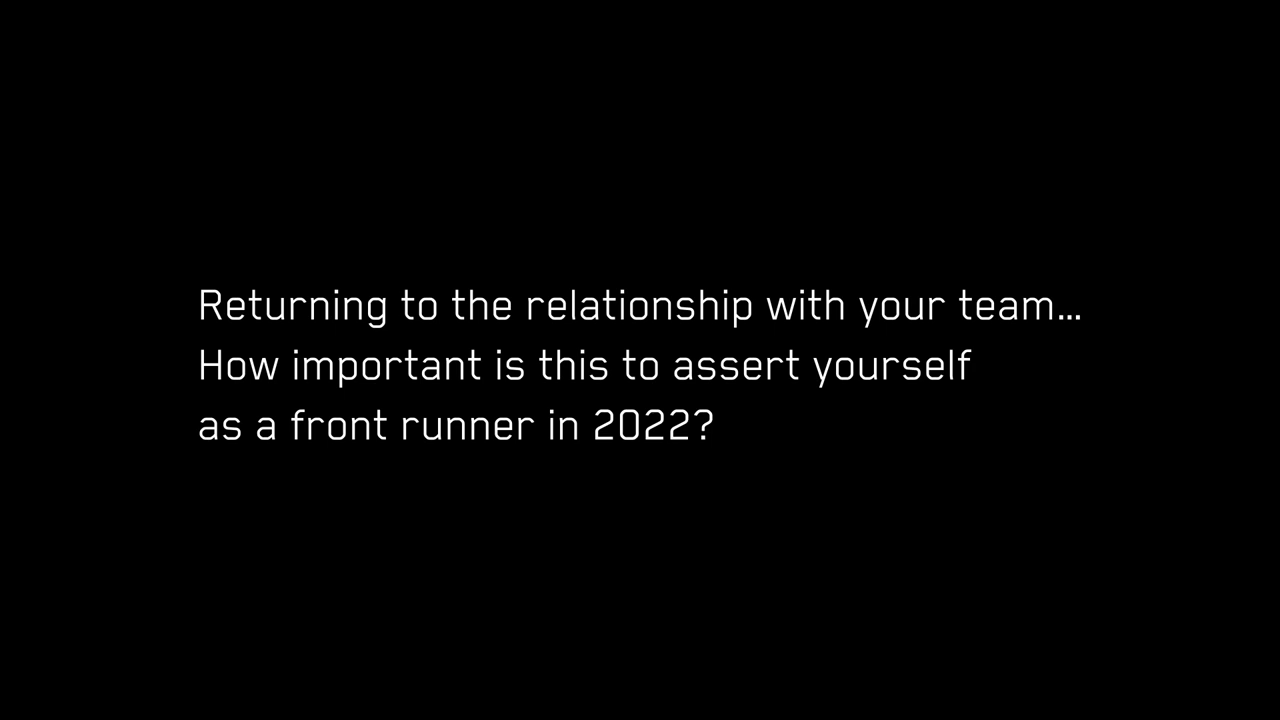 Returning to the relationship with your team...
How important is this to assert yourself
as a front runner in 2022?